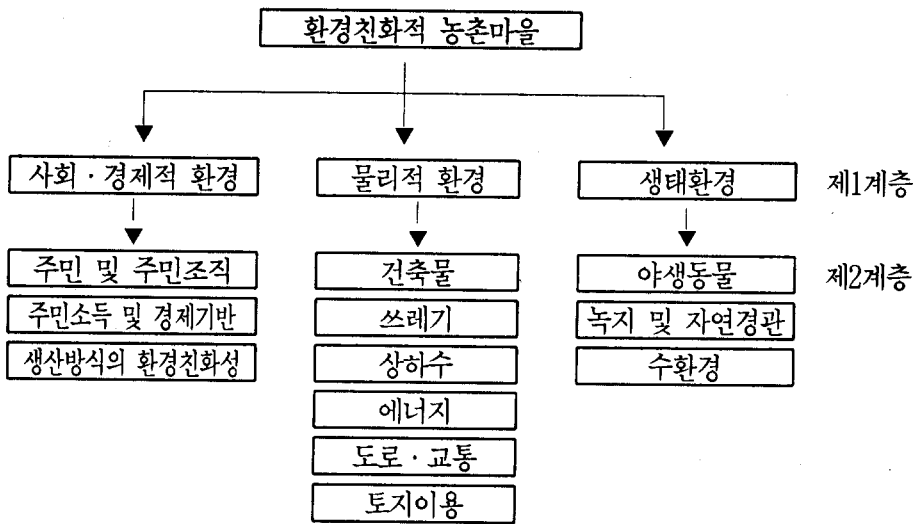 환경친화적 농촌마을
사회 · 경제적 환경
물리적 환경
생태환경
제1계층
주민 및 주민조직
건축물
야생동물
제2계층
주민소득 및 경제기반
쓰레기
녹지 및 자연경관
생산방식의 환경친화성
상하수
수환경
에너지
도로 · 교통
토지이용